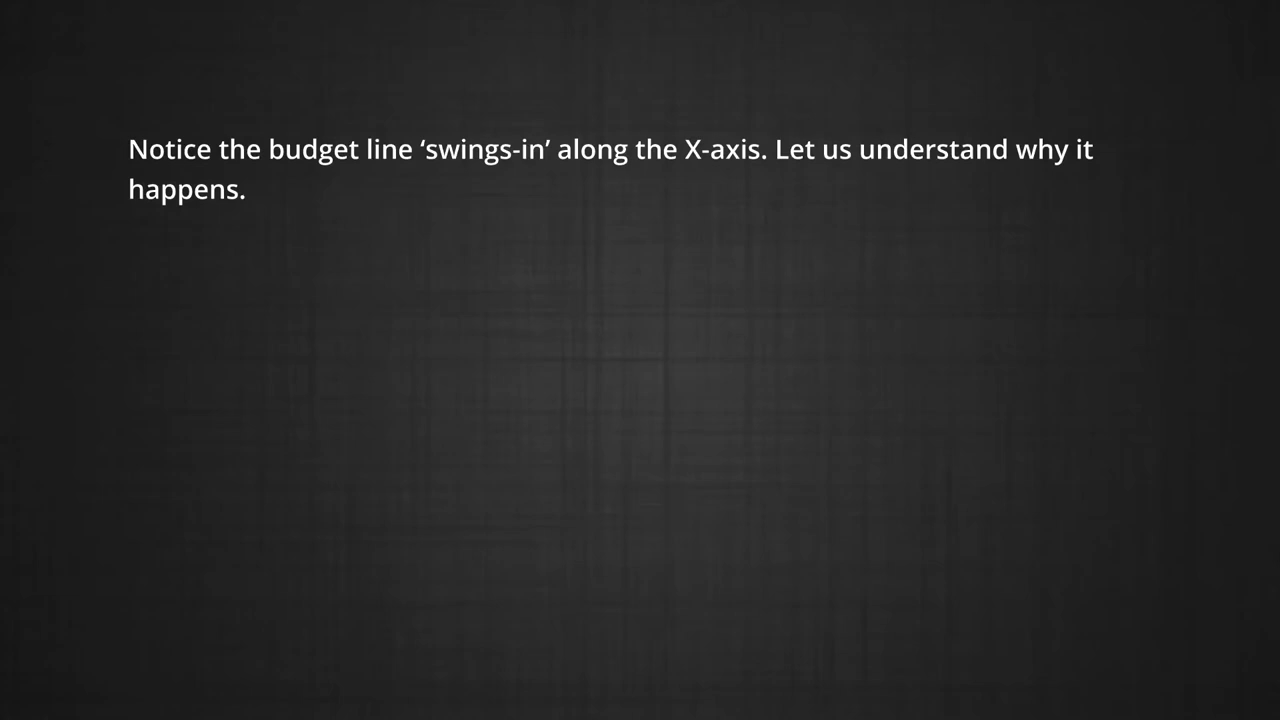 Notice the budget line ‘swings-in’ along the X-axis. Let us understand why it
happens.